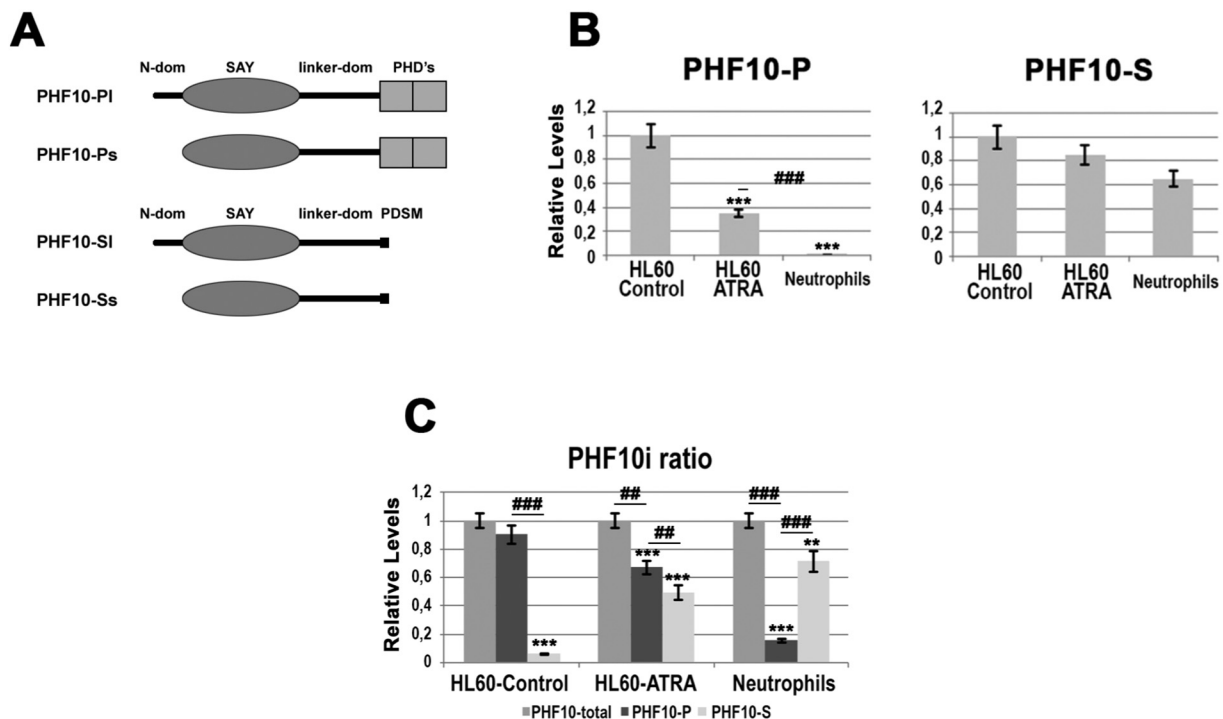 A
N-dom SAY linker-dom PHD's
PHF10-Pl
PHF10-Ps
N-dom SAY linker-dom PDSM
PHF10-Sl
PHF10-Ss
B
PHF10-P
Relative Levels
1,2
1
0,8
0,6
0,4
0,2
0
###
***
***
HL60 Control
HL60 ATRA
Neutrophils
PHF10-S
1,2
1
0,8
0,6
0,4
0,2
0
HL60 Control
HL60 ATRA
Neutrophils
C
PHF10i ratio
Relative Levels
1,2
1
0,8
0,6
0,4
0,2
0
###
***
##
##
***
***
###
###
**
***
HL60-Control HL60-ATRA Neutrophils
PHF10-total PHF10-P PHF10-S